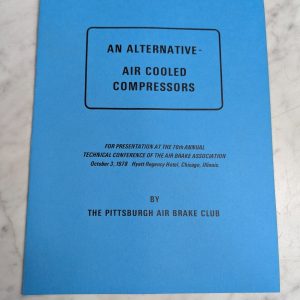 AN ALTERNATIVE-
AIR COOLED
COMPRESSORS
FOR PRESENTATION AT THE 70th ANNUAL
TECHNICAL CONFERENCE OF THE AIR BRAKE ASSOCIATION
October 3, 1978 Hyatt Regency Hotel, Chicago, Illinois
BY
THE PITTSBURGH AIR BRAKE CLUB